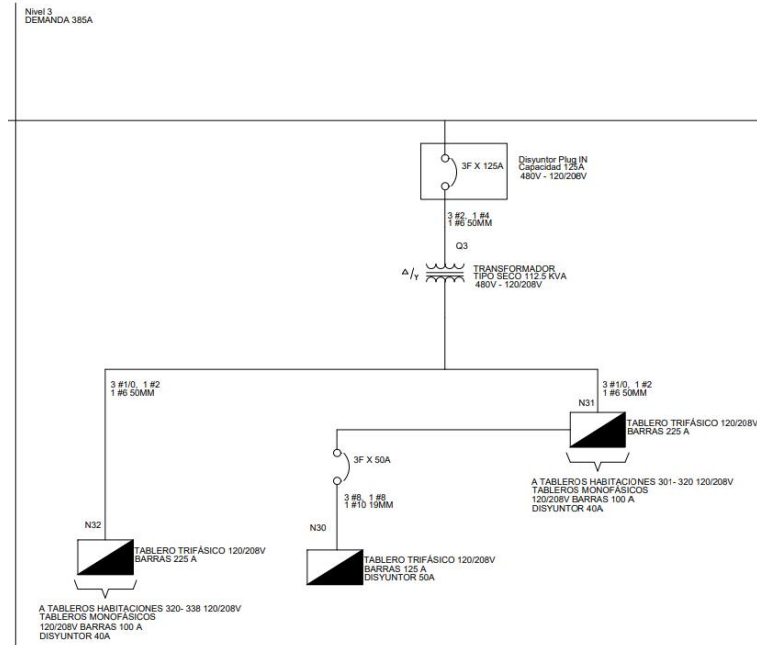 Nivel 3
DEMANDA 385A
3F X 125A
Disyuntor Plug IN
Capacidad 125A
480V - 120/208V
3 #2, 1 #4
1 #6 50MM
Q3
Δ/Y
TRANSFORMADOR
TIPO SECO 112.5 KVA
480V - 120/208V
3 #1/0, 1 #2
1 #6 50MM
3 #1/0, 1 #2
1 #6 50MM
N31
TABLERO TRIFÁSICO 120/208V
BARRAS 225 A
3F X 50A
A TABLEROS HABITACIONES 301- 320 120/208V
TABLEROS MONOFÁSICOS
120/208V BARRAS 100 A
DISYUNTOR 40A
3 #8, 1 #8
1 #10 19MM
N32
N30
TABLERO TRIFÁSICO 120/208V
BARRAS 225 A
TABLERO TRIFÁSICO 120/208V
BARRAS 125 A
DISYUNTOR 50A
A TABLEROS HABITACIONES 320- 338 120/208V
TABLEROS MONOFÁSICOS
120/208V BARRAS 100 A
DISYUNTOR 40A